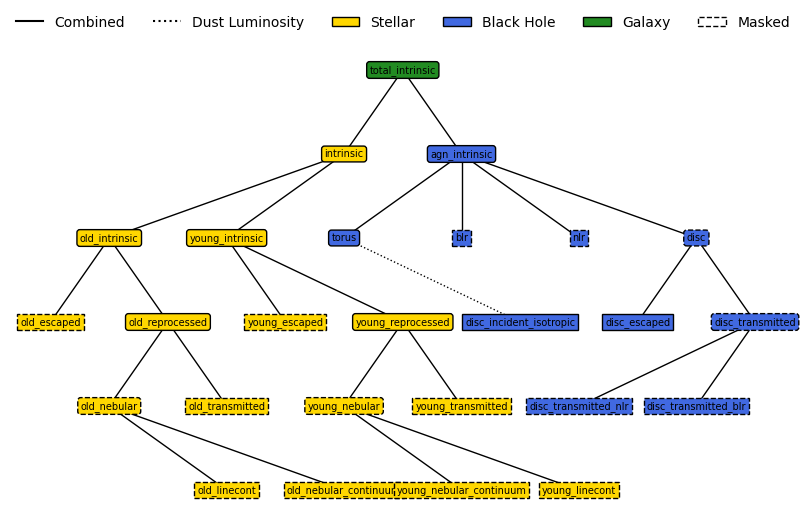 Combined Dust Luminosity Stellar Black Hole Galaxy Masked
total_intrinsic
intrinsic agn_intrinsic
old_intrinsic young_intrinsic torus blr nlr disc
old_escaped old_reprocessed young_escaped young_reprocessed disc_incident_isotropic disc_escaped disc_transmitted
old_nebular old_transmitted young_nebular young_transmitted disc_transmitted_nlr disc_transmitted_blr
old_linecont old_nebular_continuum young_nebular_continuum young_linecont